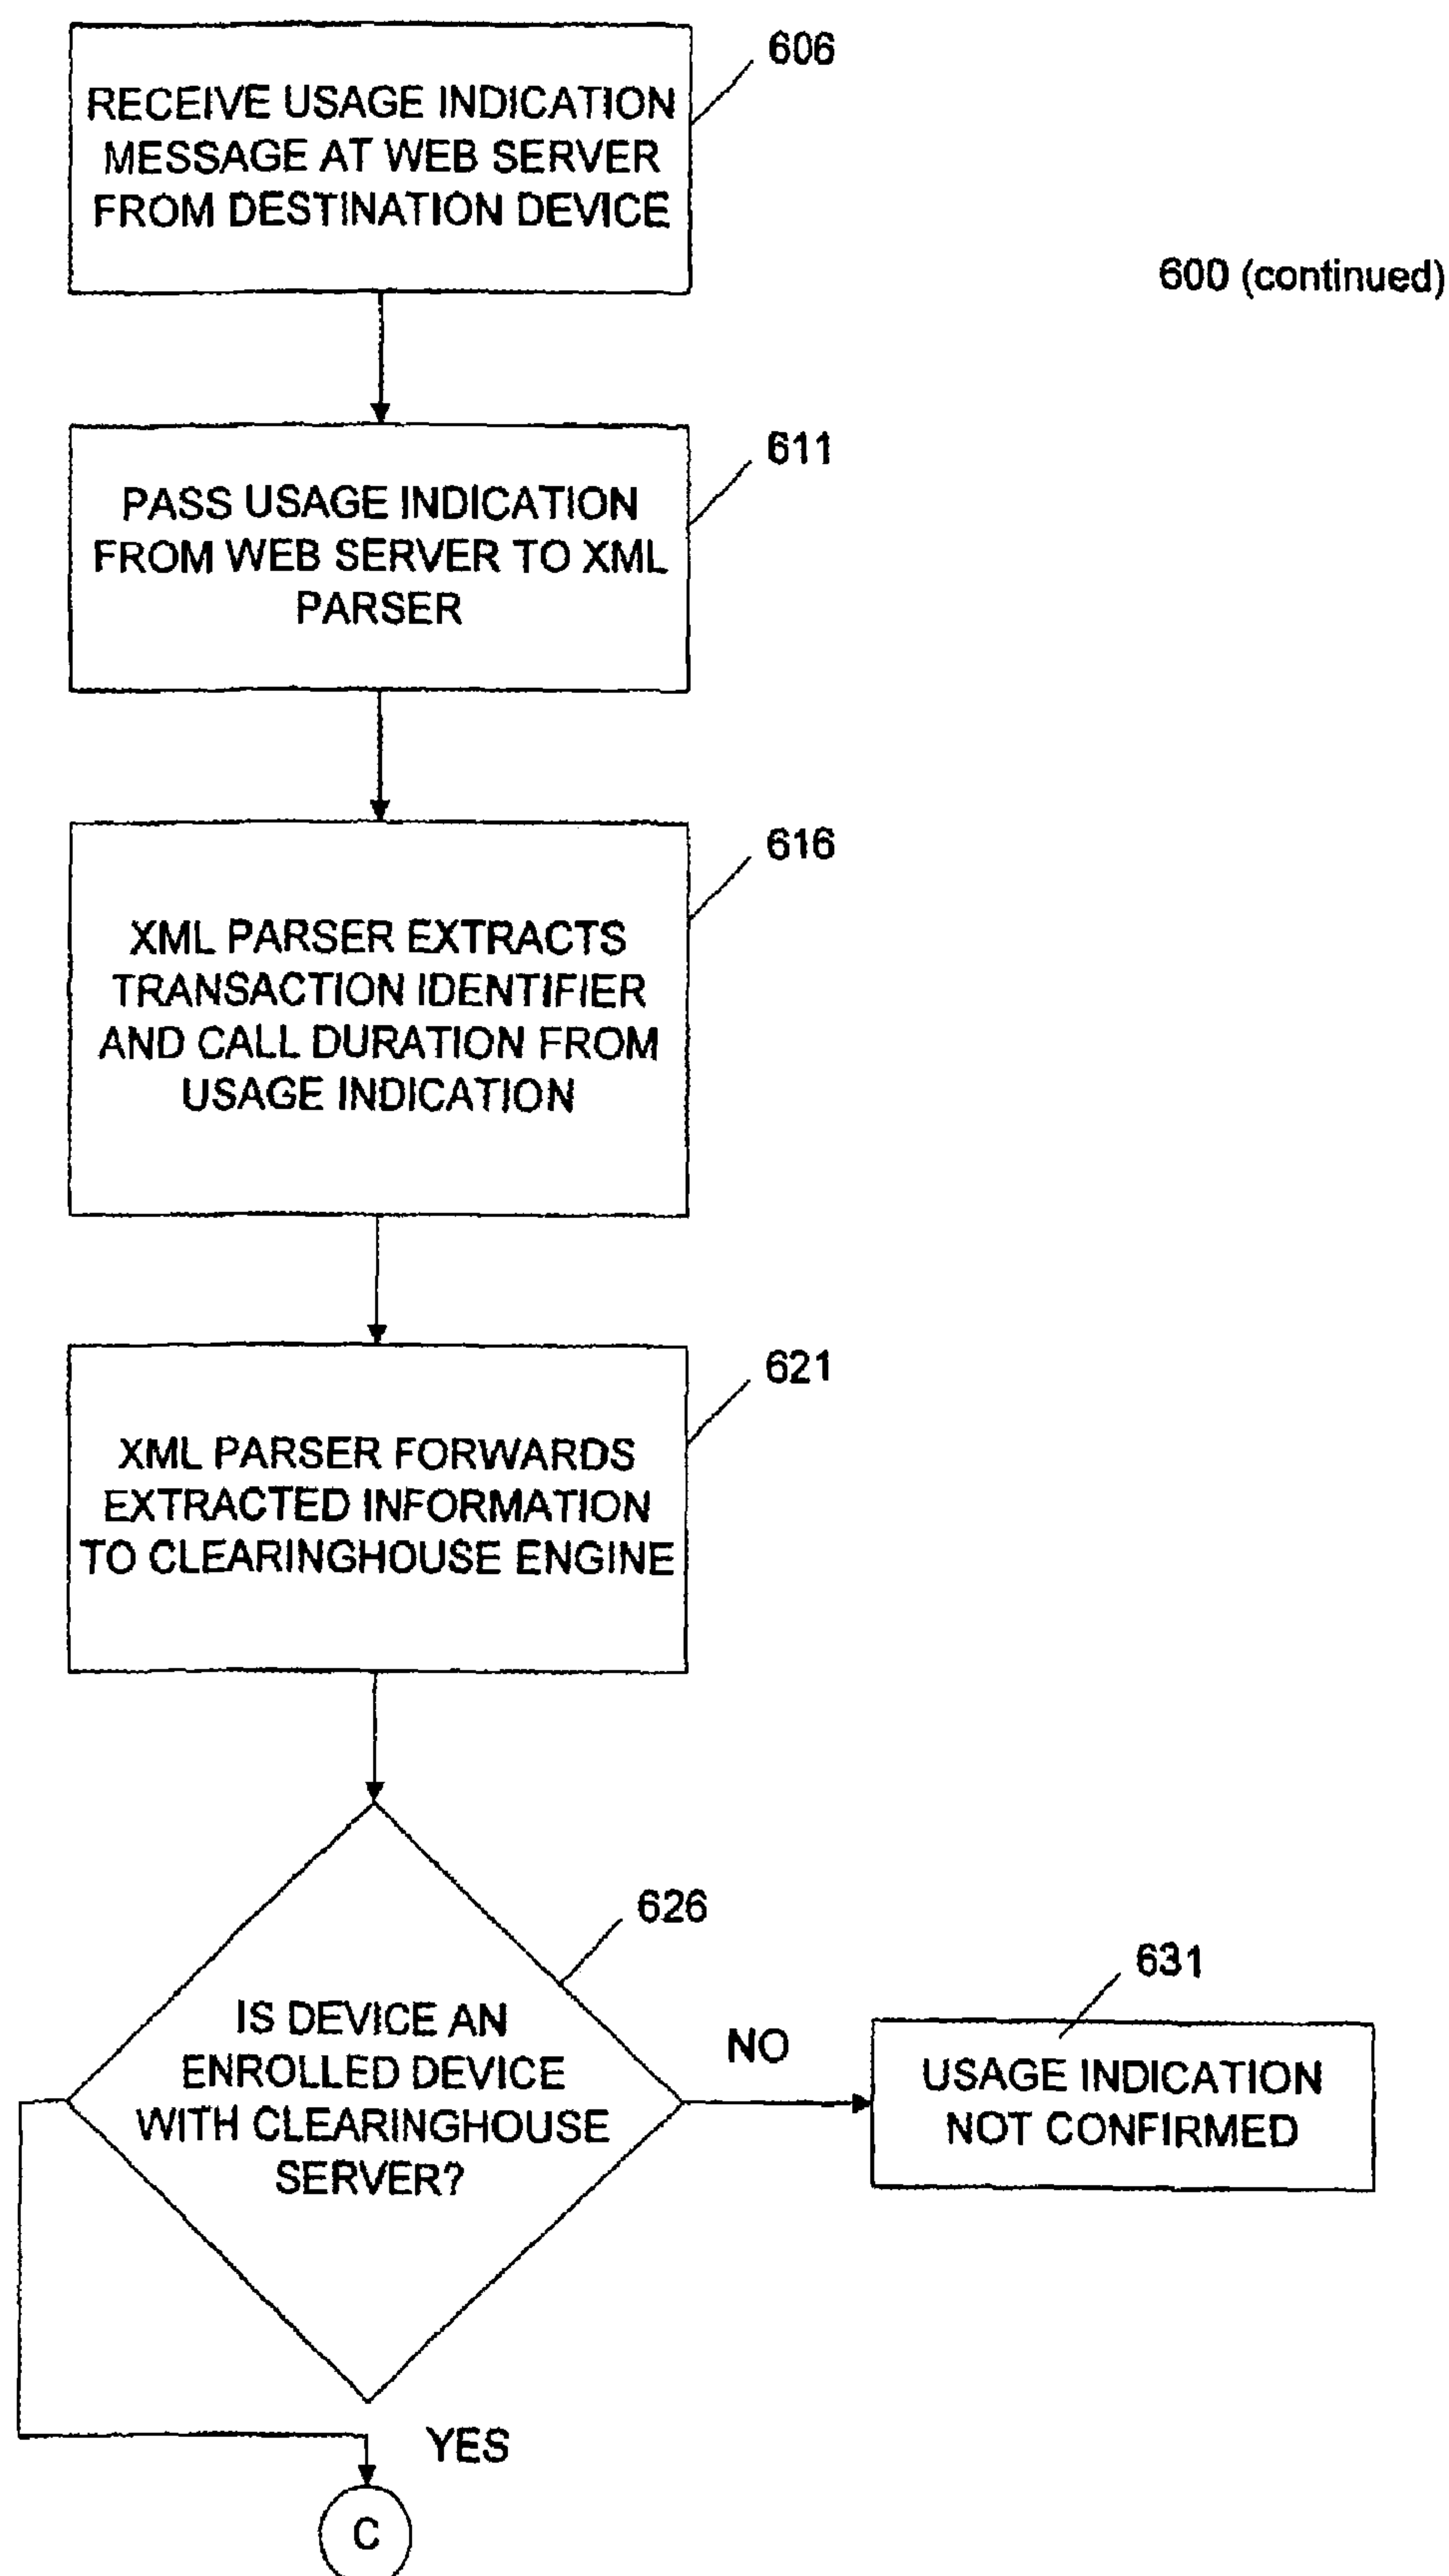 606
RECEIVE USAGE INDICATION
MESSAGE AT WEB SERVER
FROM DESTINATION DEVICE
600 (continued)
611
PASS USAGE INDICATION
FROM WEB SERVER TO XML
PARSER
616
XML PARSER EXTRACTS
TRANSACTION IDENTIFIER
AND CALL DURATION FROM
USAGE INDICATION
621
XML PARSER FORWARDS
EXTRACTED INFORMATION
TO CLEARINGHOUSE ENGINE
626
IS DEVICE AN
ENROLLED DEVICE
WITH CLEARINGHOUSE
SERVER?
NO
631
USAGE INDICATION
NOT CONFIRMED
YES
C